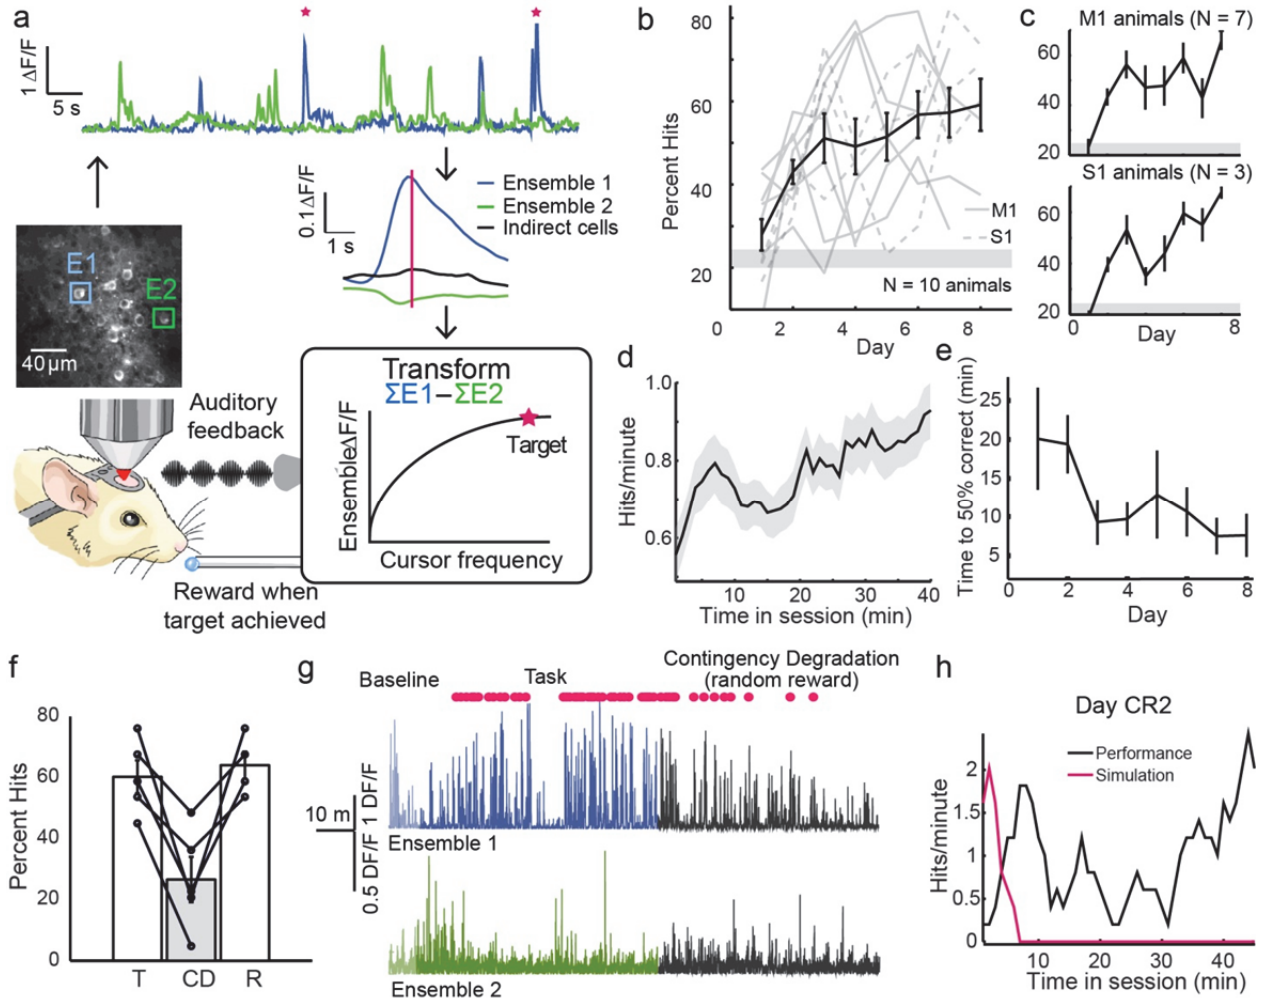 a
1 ΔF/F
5 s
0.1ΔF/F
1 s
Ensemble 1
Ensemble 2
Indirect cells
E1
E2
40 µm
Auditory
feedback
Reward when
target achieved
Transform
ΣE1–ΣE2
EnsembleΔF/F
Target
Cursor frequency
b
Percent Hits
80
60
40
20
M1
S1
N = 10 animals
0
2
4
6
8
Day
c
M1 animals (N = 7)
60
40
20
S1 animals (N = 3)
60
40
20
0
8
Day
d
Hits/minute
1.0
0.8
0.6
10
20
30
40
Time in session (min)
e
Time to 50% correct (min)
25
20
15
10
5
0
2
4
6
8
Day
f
Percent Hits
80
60
40
20
0
T
CD
R
g
Baseline
Task
Contingency Degradation
(random reward)
10 m
0.5 DF/F 1 DF/F
Ensemble 1
Ensemble 2
h
Day CR2
Performance
Simulation
Hits/minute
2
1.5
1
0.5
0
10
20
30
40
Time in session (min)